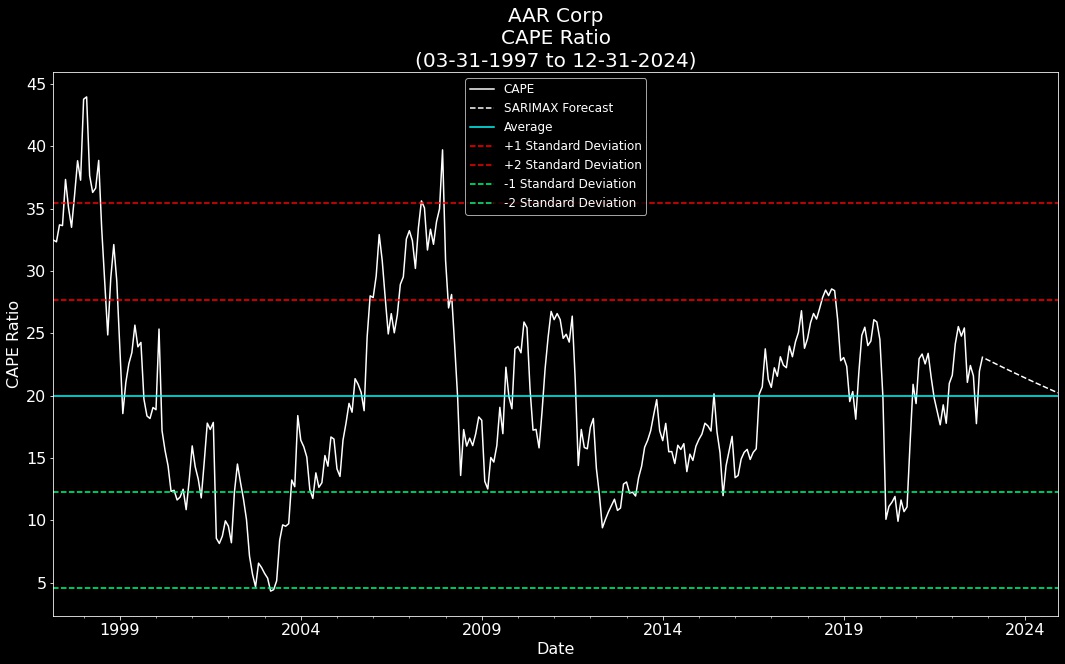 AAR Corp
CAPE Ratio
(03-31-1997 to 12-31-2024)
CAPE
SARIMAX Forecast
Average
+1 Standard Deviation
+2 Standard Deviation
-1 Standard Deviation
-2 Standard Deviation
CAPE Ratio
45
40
35
30
25
20
15
10
5
1999
2004
2009
2014
2019
2024
Date